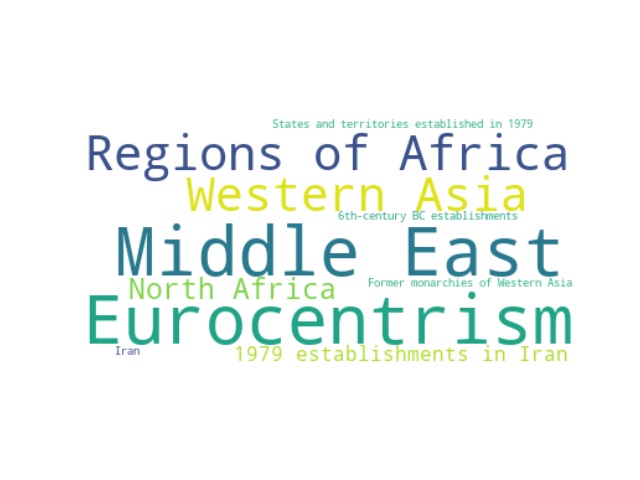 States and territories established in 1979
Regions of Africa
Western Asia
6th-century BC establishments
Middle East
Former monarchies of Western Asia
North Africa
Eurocentrism
Iran
1979 establishments in Iran